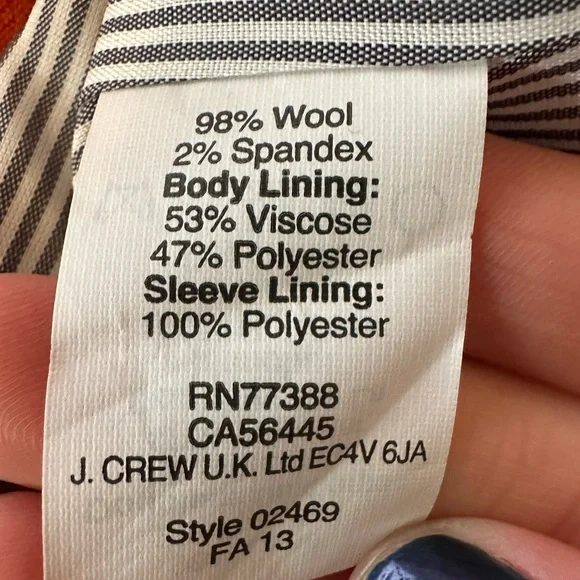 98% Wool
2% Spandex
Body Lining:
53% Viscose
47% Polyester
Sleeve Lining:
100% Polyester
RN77388
CA56445
J. CREW U.K. Ltd EC4V 6JA
Style 02469
FA 13